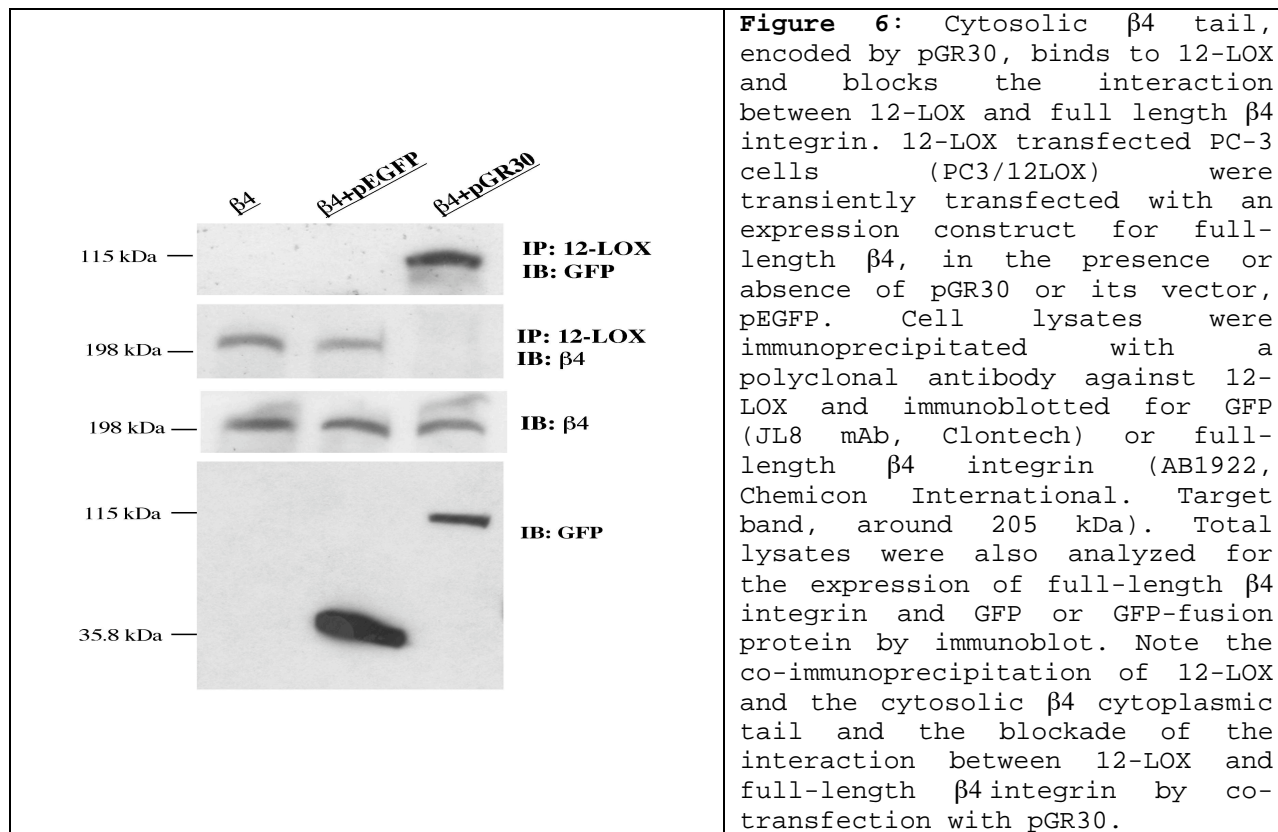 β4
β4+pEGFP
β4+pGR30
115 kDa
IP: 12-LOX
IB: GFP
198 kDa
IP: 12-LOX
IB: β4
198 kDa
IB: β4
115 kDa
IB: GFP
35.8 kDa
Figure 6: Cytosolic β4 tail,
encoded by pGR30, binds to 12-LOX
and blocks the interaction
between 12-LOX and full length β4
integrin. 12-LOX transfected PC-3
cells (PC3/12LOX) were
transiently transfected with an
expression construct for full-
length β4, in the presence or
absence of pGR30 or its vector,
pEGFP. Cell lysates were
immunoprecipitated with a
polyclonal antibody against 12-
LOX and immunoblotted for GFP
(JL8 mAb, Clontech) or full-
length β4 integrin (AB1922,
Chemicon International. Target
band, around 205 kDa). Total
lysates were also analyzed for
the expression of full-length β4
integrin and GFP or GFP-fusion
protein by immunoblot. Note the
co-immunoprecipitation of 12-LOX
and the cytosolic β4 cytoplasmic
tail and the blockade of the
interaction between 12-LOX and
full-length β4 integrin by co-
transfection with pGR30.